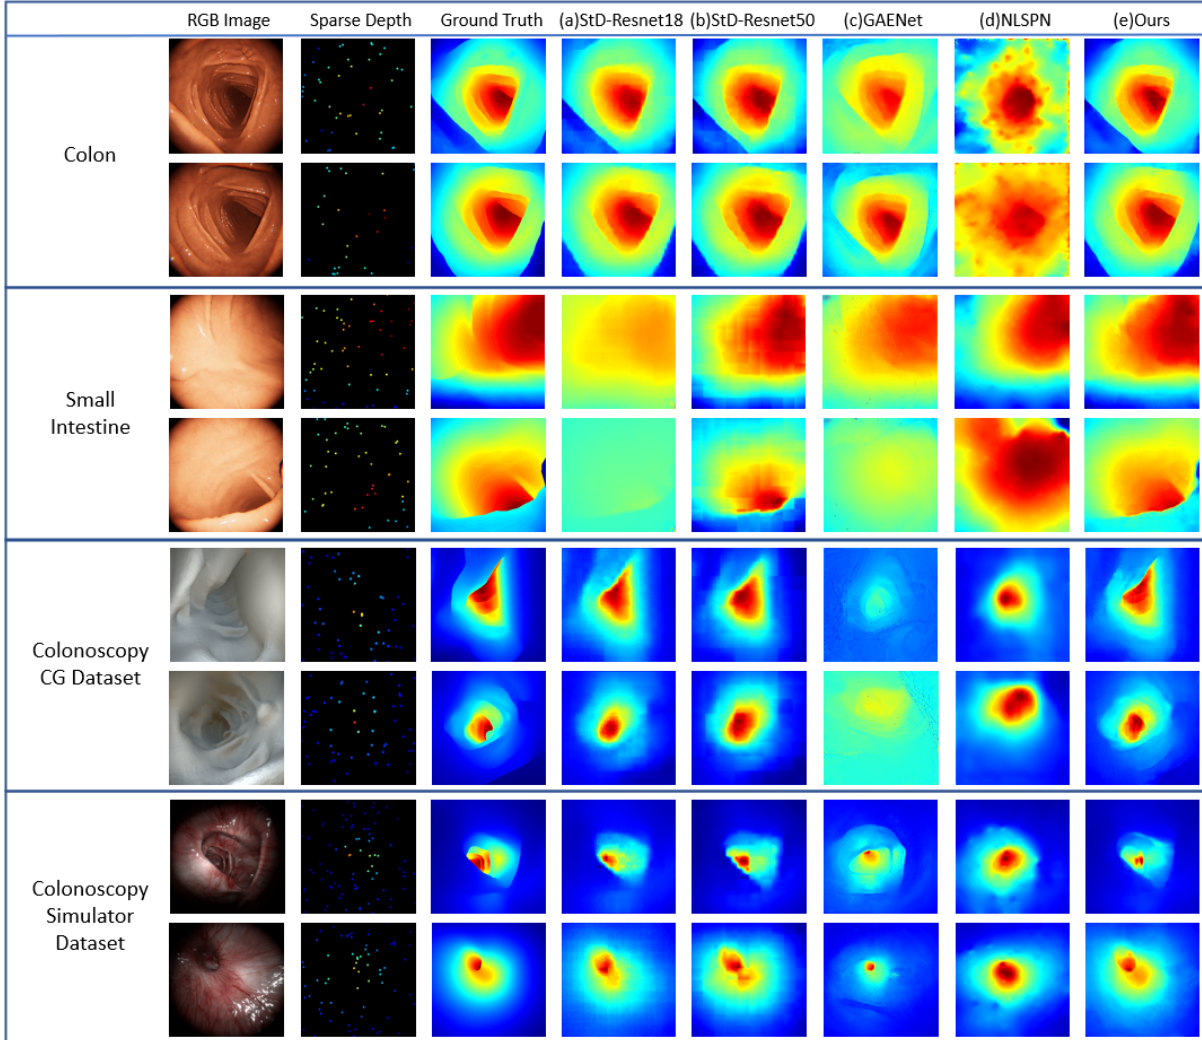 RGB Image Sparse Depth Ground Truth (a)StD-Resnet18 (b)StD-Resnet50 (c)GAENet (d)NLSPN (e)Ours
Colon
Small
Intestine
Colonoscopy
CG Dataset
Colonoscopy
Simulator
Dataset